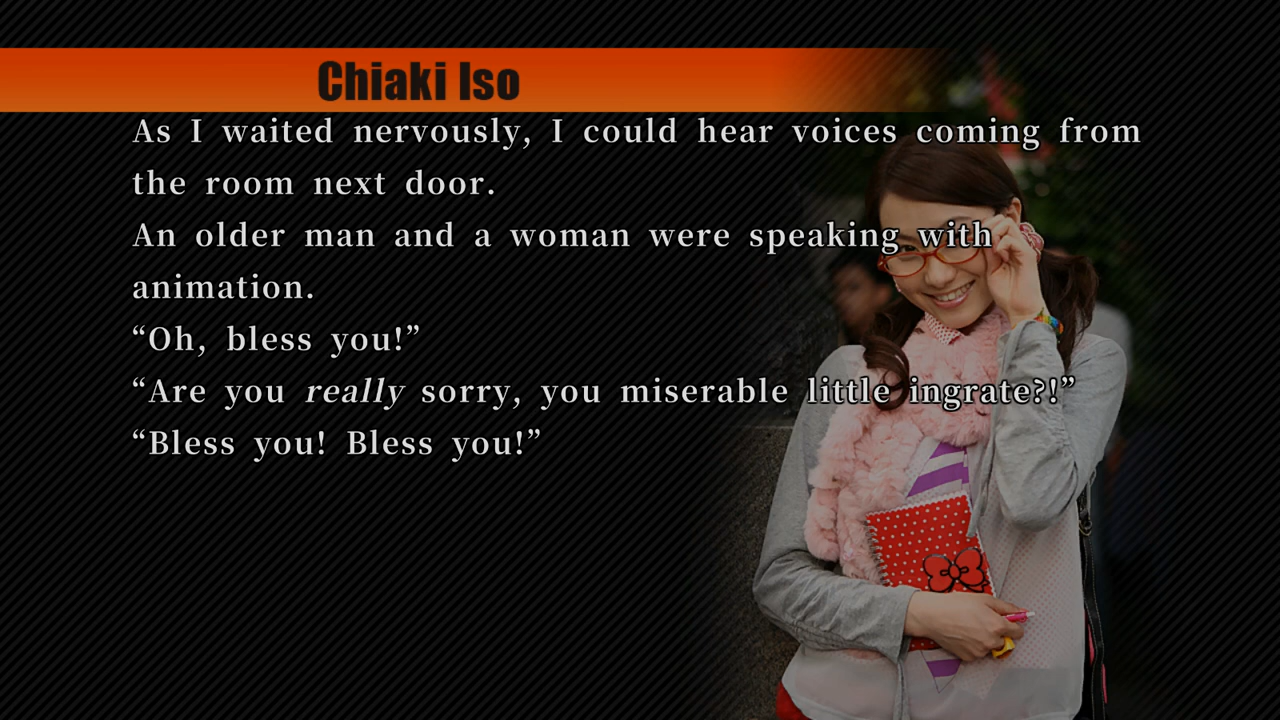 Chiaki Iso
As I waited nervously, I could hear voices coming from
the room next door.
An older man and a woman were speaking with
animation.
“Oh, bless you!”
“Are you really sorry, you miserable little ingrate?!”
“Bless you! Bless you!”